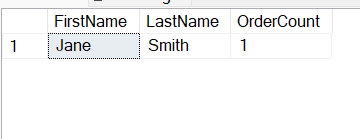 FirstName LastName OrderCount
1 Jane Smith 1